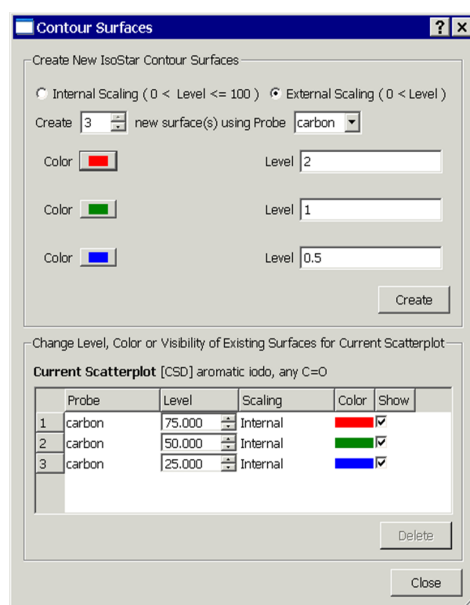 Contour Surfaces
Create New IsoStar Contour Surfaces
Internal Scaling ( 0 < Level <= 100 ) External Scaling ( 0 < Level )
Create 3 new surface(s) using Probe carbon
Color Level 2
Color Level 1
Color Level 0.5
Create
Change Level, Color or Visibility of Existing Surfaces for Current Scatterplot
Current Scatterplot [CSD] aromatic iodo, any C=O
Probe Level Scaling Color Show
1 carbon 75.000 Internal
2 carbon 50.000 Internal
3 carbon 25.000 Internal
Delete
Close